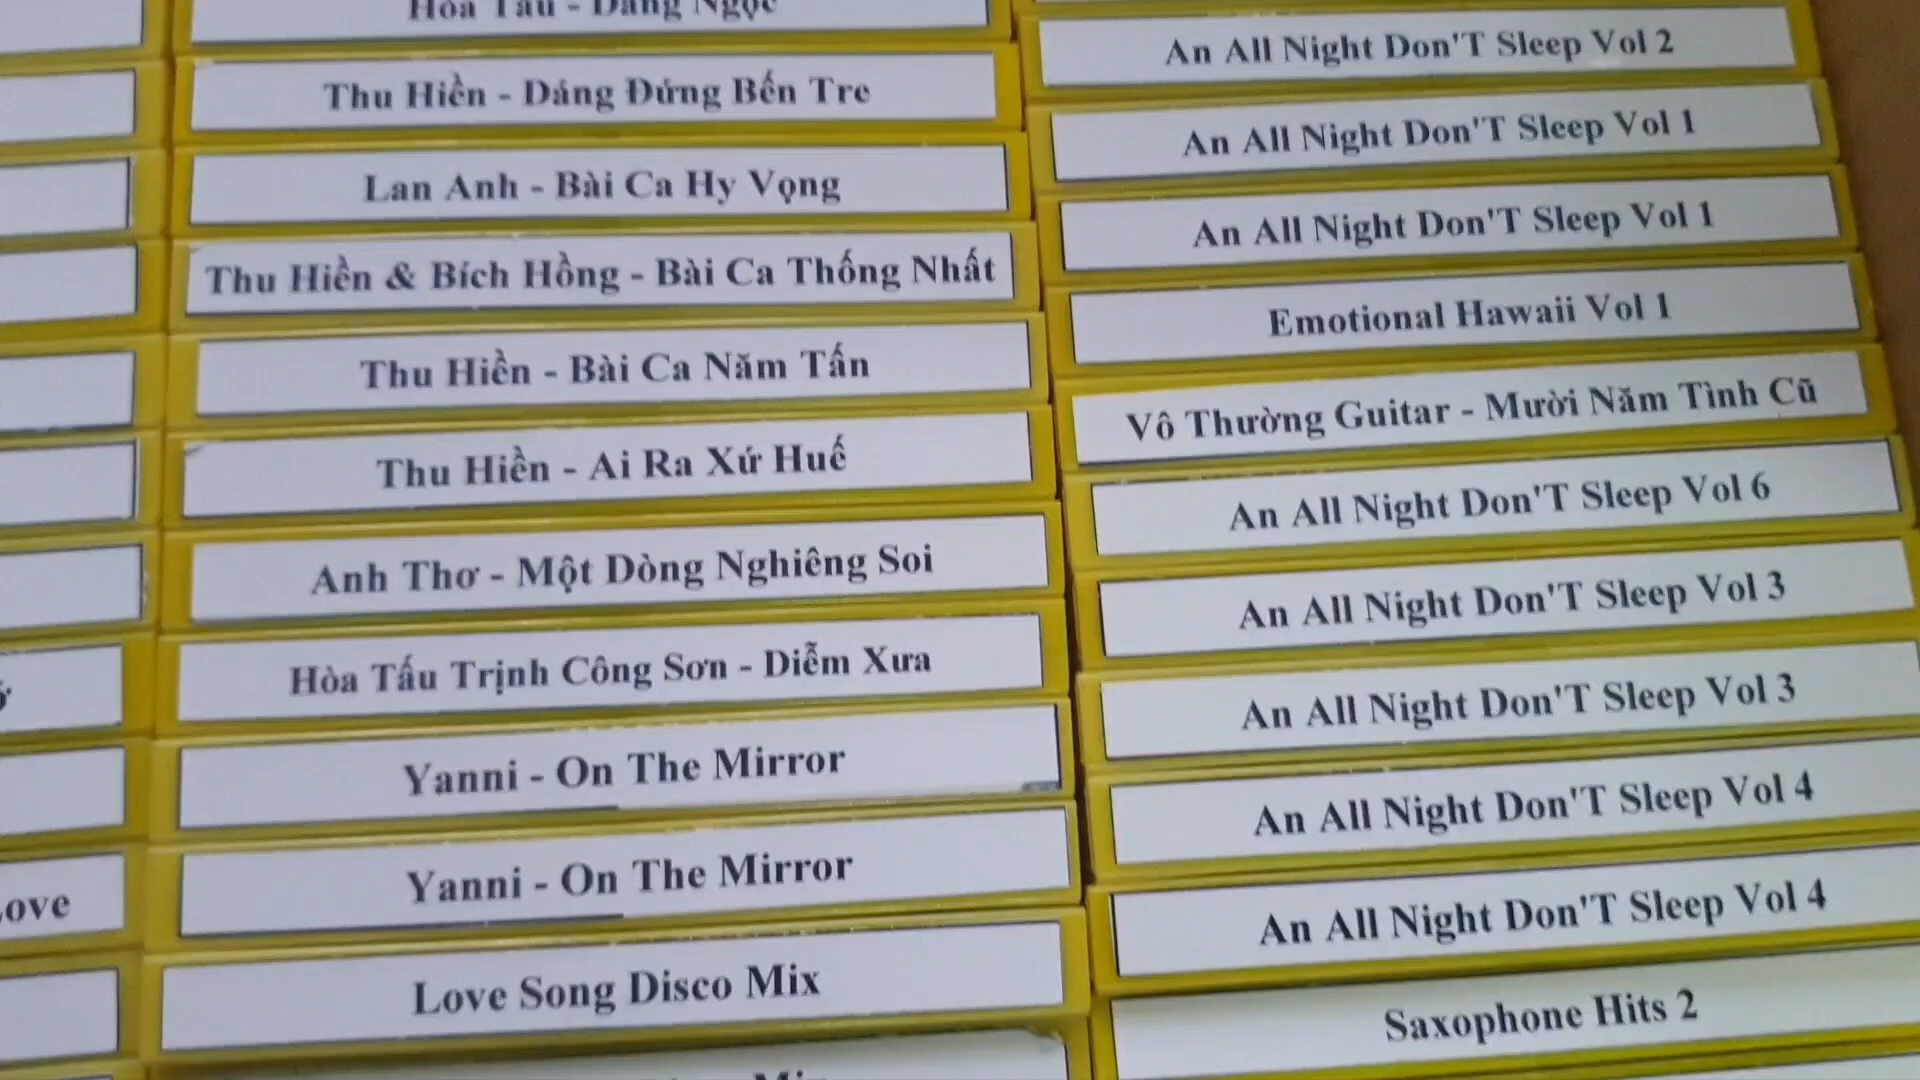 Hòa Tấu - Đăng Ngọc
Thu Hiền - Dáng Đứng Bến Tre
Lan Anh - Bài Ca Hy Vọng
Thu Hiền & Bích Hồng - Bài Ca Thống Nhất
Thu Hiền - Bài Ca Năm Tấn
Thu Hiền - Ai Ra Xứ Huế
Anh Thơ - Một Dòng Nghiêng Soi
Hòa Tấu Trịnh Công Sơn - Diễm Xưa
Yanni - On The Mirror
Yanni - On The Mirror
Love Song Disco Mix
An All Night Don'T Sleep Vol 2
An All Night Don'T Sleep Vol 1
An All Night Don'T Sleep Vol 1
Emotional Hawaii Vol 1
Vô Thường Guitar - Mười Năm Tình Cũ
An All Night Don'T Sleep Vol 6
An All Night Don'T Sleep Vol 3
An All Night Don'T Sleep Vol 3
An All Night Don'T Sleep Vol 4
An All Night Don'T Sleep Vol 4
Saxophone Hits 2